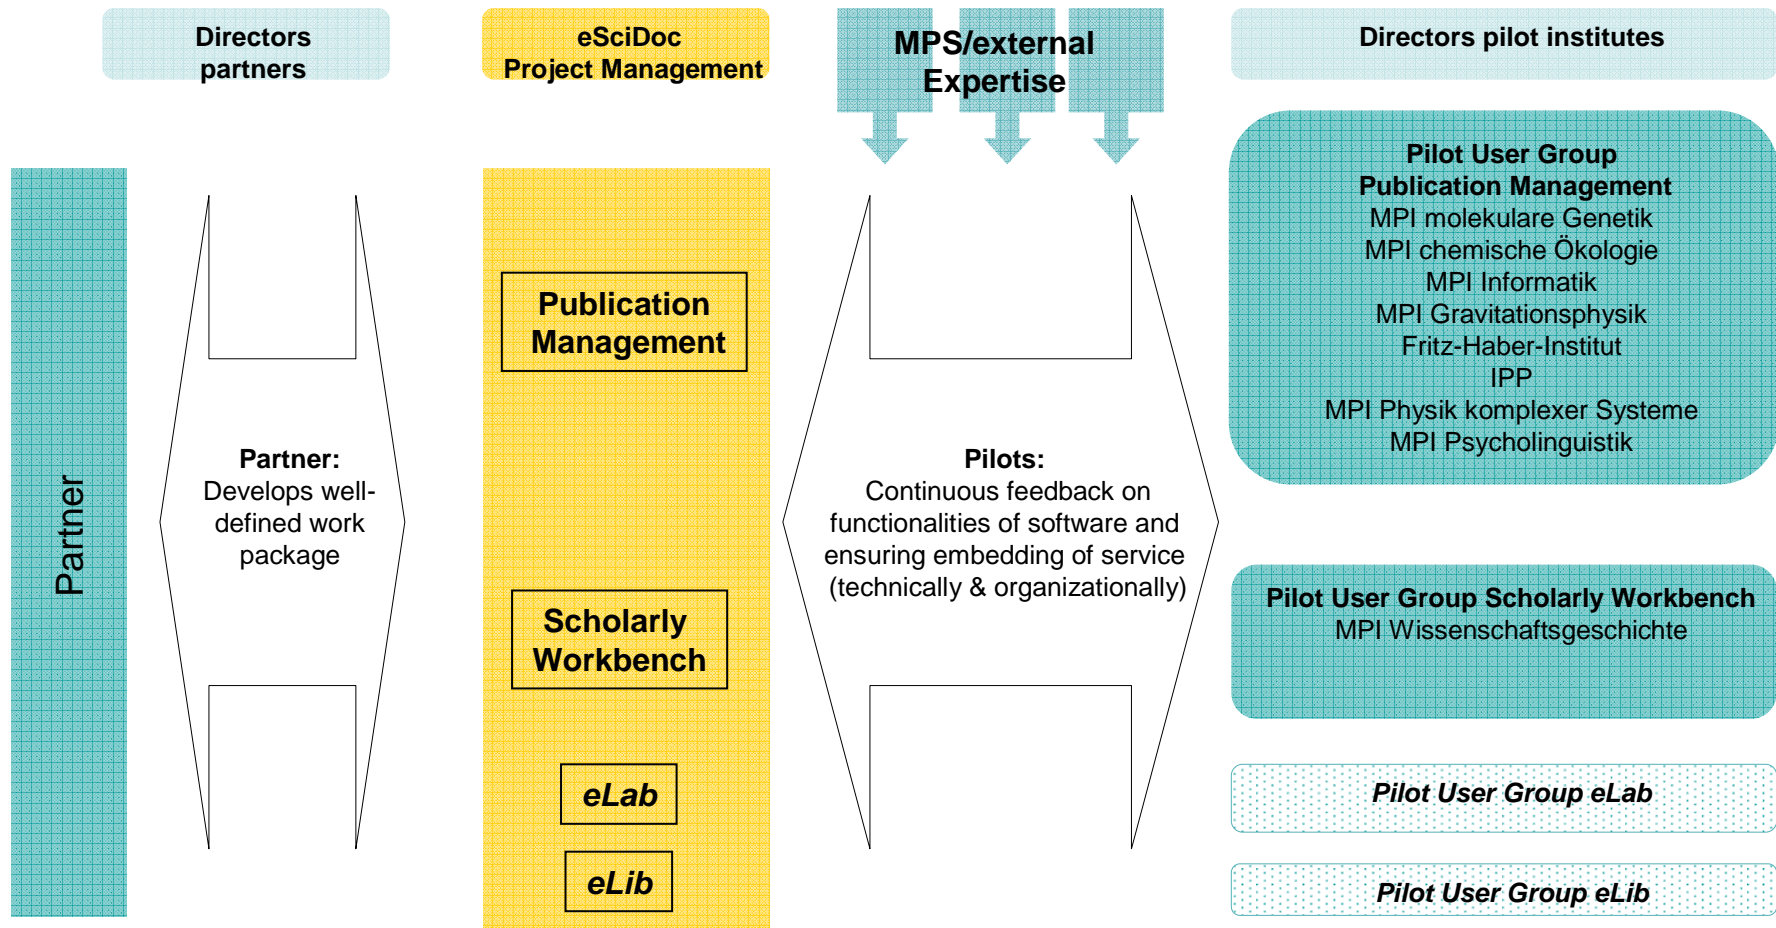 Directors
partners
eSciDoc
Project Management
MPS/external
Expertise
Directors pilot institutes
Partner
Partner:
Develops well-
defined work
package
Publication
Management
Scholarly
Workbench
eLab
eLib
Pilots:
Continuous feedback on
functionalities of software and
ensuring embedding of service
(technically & organizationally)
Pilot User Group
Publication Management
MPI molekulare Genetik
MPI chemische Ökologie
MPI Informatik
MPI Gravitationsphysik
Fritz-Haber-Institut
IPP
MPI Physik komplexer Systeme
MPI Psycholinguistik
Pilot User Group Scholarly Workbench
MPI Wissenschaftsgeschichte
Pilot User Group eLab
Pilot User Group eLib